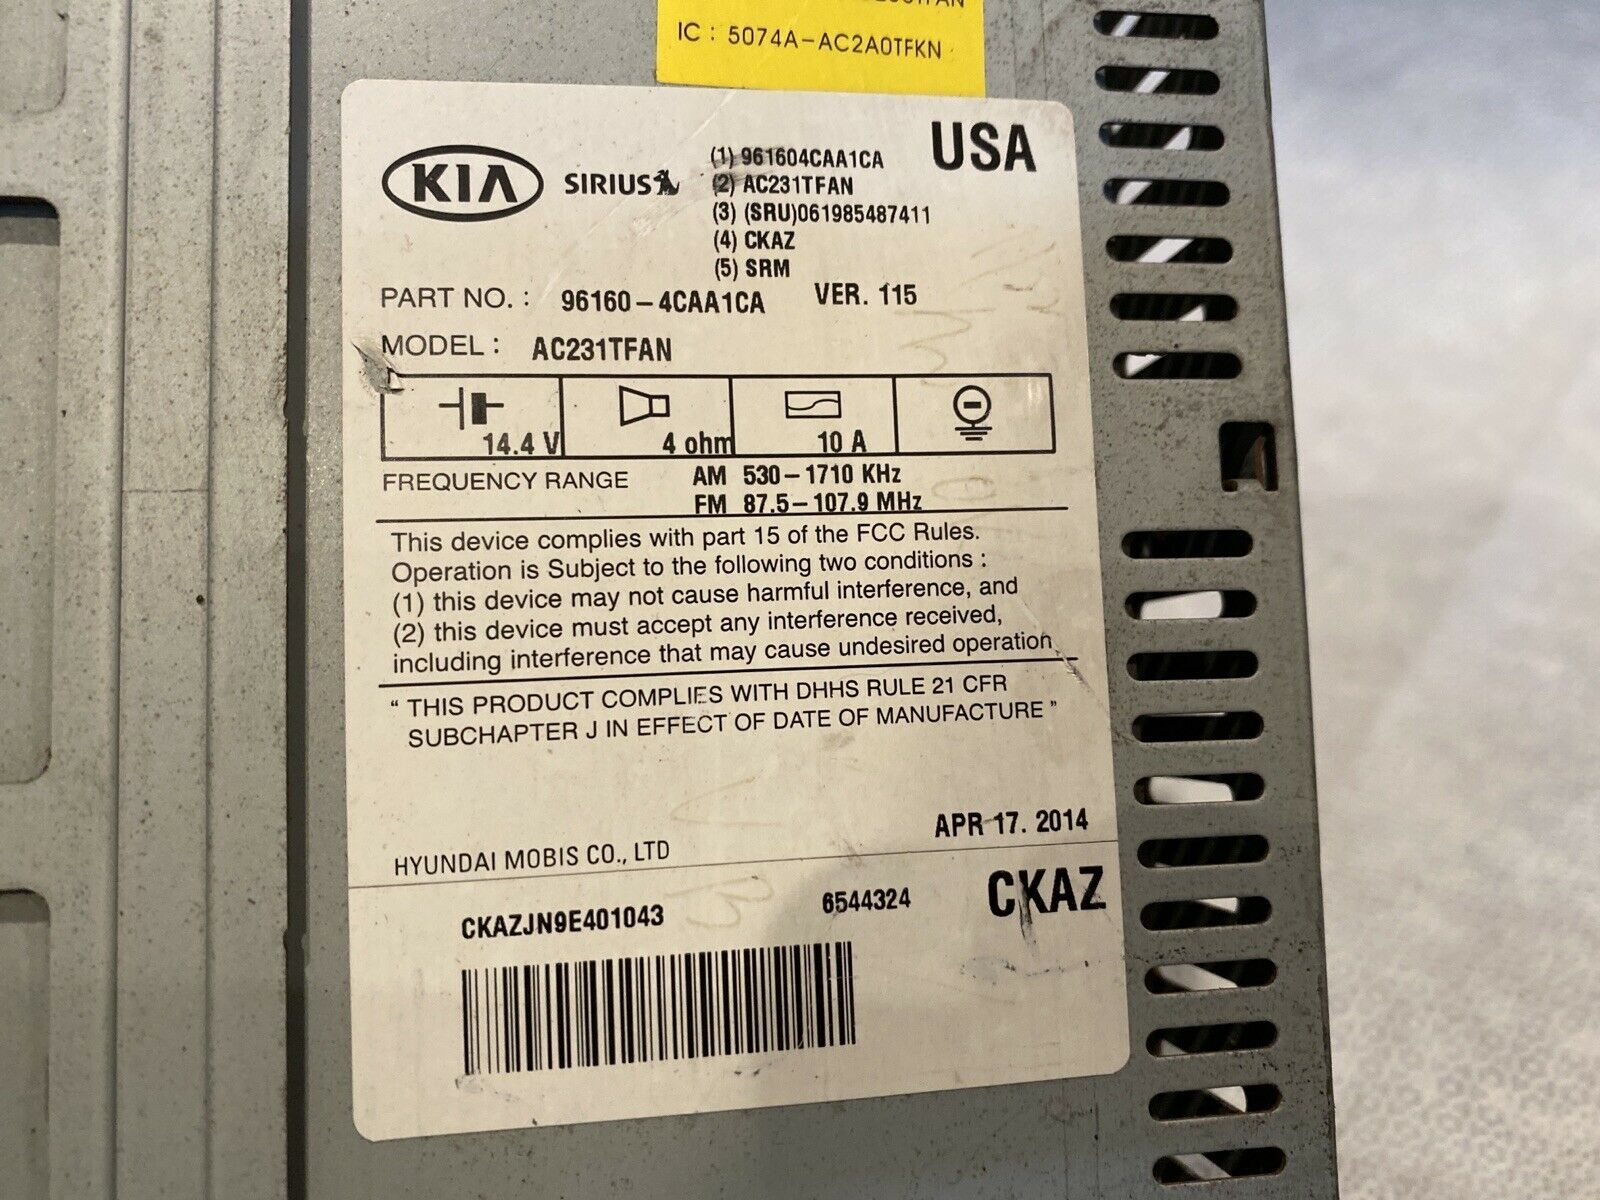 IC : 5074A-AC2A0TFKN
KIA
SIRIUS
USA
(1) 961604CAA1CA
(2) AC231TFAN
(3) (SRU)061985487411
(4) CKAZ
(5) SRM
PART NO. : 96160-4CAA1CA VER. 115
MODEL : AC231TFAN
14.4 V 4 ohm 10 A
FREQUENCY RANGE AM 530-1710 KHz
FM 87.5-107.9 MHz
This device complies with part 15 of the FCC Rules.
Operation is Subject to the following two conditions :
(1) this device may not cause harmful interference, and
(2) this device must accept any interference received,
including interference that may cause undesired operation
“ THIS PRODUCT COMPLIES WITH DHHS RULE 21 CFR
SUBCHAPTER J IN EFFECT OF DATE OF MANUFACTURE ”
APR 17. 2014
HYUNDAI MOBIS CO., LTD
CKAZJN9E401043 6544324 CKAZ